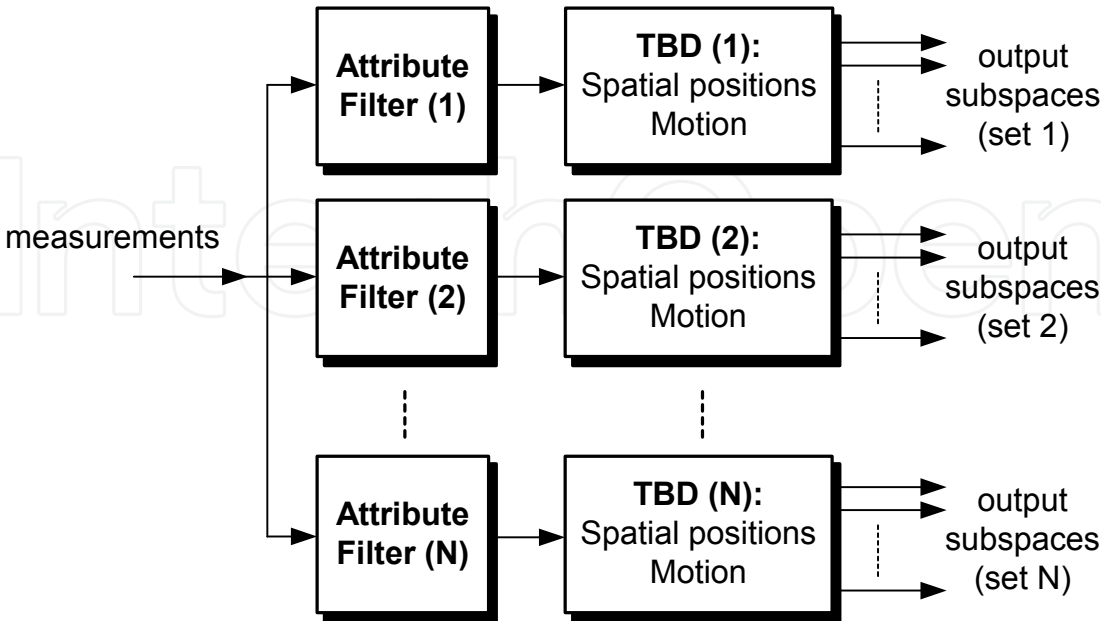 Attribute
Filter (1)
TBD (1):
Spatial positions
Motion
output
subspaces
(set 1)
measurements
Attribute
Filter (2)
TBD (2):
Spatial positions
Motion
output
subspaces
(set 2)
Attribute
Filter (N)
TBD (N):
Spatial positions
Motion
output
subspaces
(set N)
IntechOpen